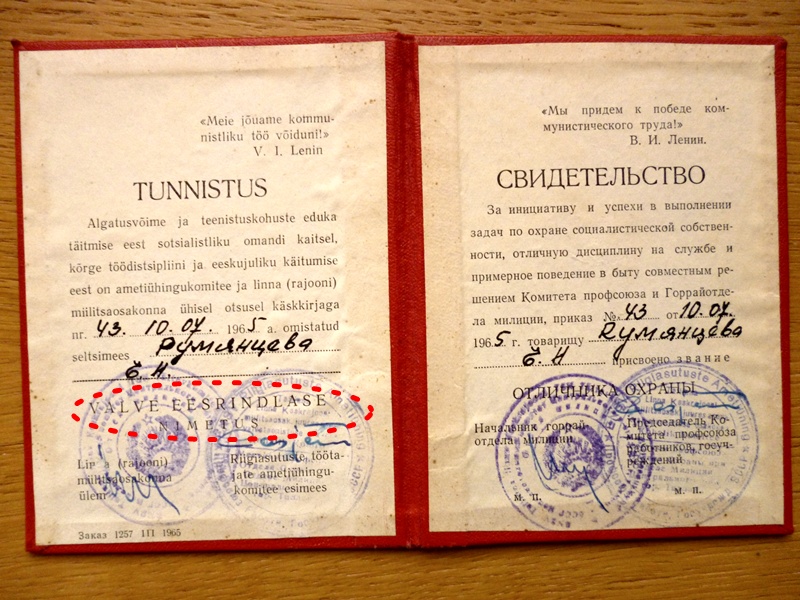 «Meie jõuame kommu-
nistliku töö võiduni!»
V. I. Lenin
TUNNISTUS
Algatusvõime ja teenistuskohuste eduka
täitmise eest sotsialistliku omandi kaitsel,
kõrge töödistsipliini ja eeskujuliku käitumise
eest on ametiühingukomitee ja linna (rajooni)
miilitsaosakonna ühisel otsusel käskkirjaga
nr. 43. 10.07. 1965 a. omistatud
seltsimees Румянцева
Е. Н.
VALVE EESRINDLASE
NIMETUS
Linna (rajooni)
miilitsaosakonna
ülem
Riigiasutuste, tööta-
jate ametiühingu-
komitee esimees
Заказ 1257 III 1965
«Мы придем к победе ком-
мунистического труда!»
В. И. Ленин.
СВИДЕТЕЛЬСТВО
За инициативу и успехи в выполнении
задач по охране социалистической собствен-
ности, отличную дисциплину на службе и
примерное поведение в быту совместным ре-
шением Комитета профсоюза и Горрайотде-
ла милиции, приказ № 43 от 10.07
1965 г. товарищу Румянцева
Е. Н присвоено звание
ОТЛИЧНИКА ОХРАНЫ
Начальник горрай-
отдела милиции
Председатель Ко-
митета профсоюза
работников, госуч-
реждений
м. п.
м. п.